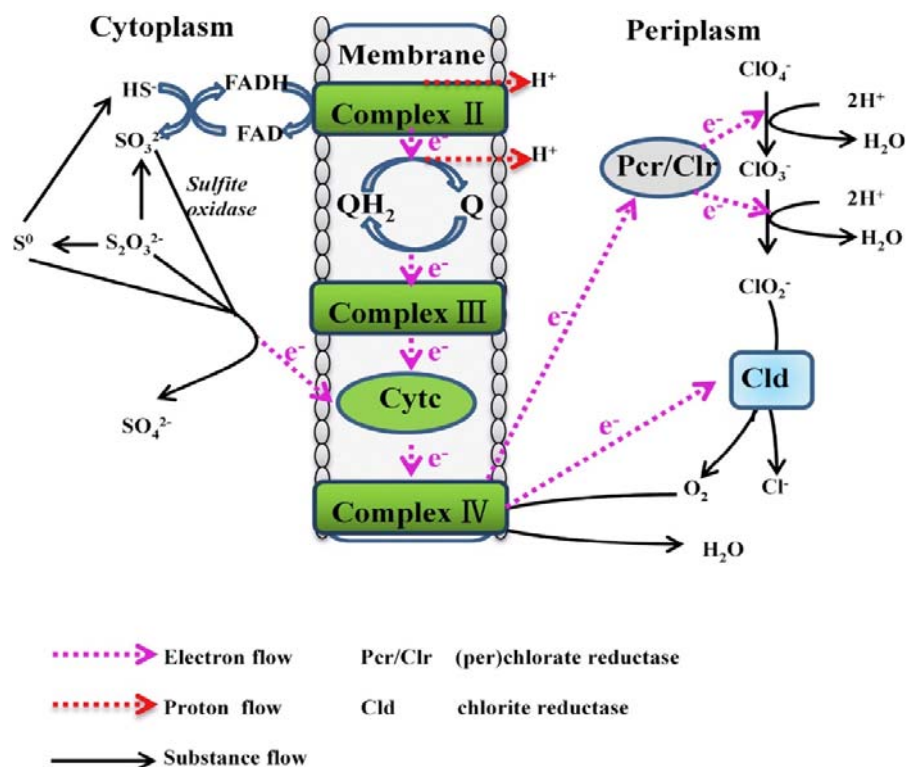 Cytoplasm
Membrane
Periplasm
HS⁻
FADH
H⁺
ClO₄⁻
Complex Ⅱ
2H⁺
SO₃²⁻
FAD
e⁻
e⁻
H₂O
H⁺
Pcr/Clr
ClO₃⁻
Sulfite
oxidase
QH₂
Q
e⁻
2H⁺
S⁰
S₂O₃²⁻
H₂O
e⁻
ClO₂⁻
Complex Ⅲ
e⁻
e⁻
e⁻
Cytc
Cld
SO₄²⁻
e⁻
e⁻
O₂
Cl⁻
Complex Ⅳ
H₂O
Electron flow
Pcr/Clr (per)chlorate reductase
Proton flow
Cld chlorite reductase
Substance flow